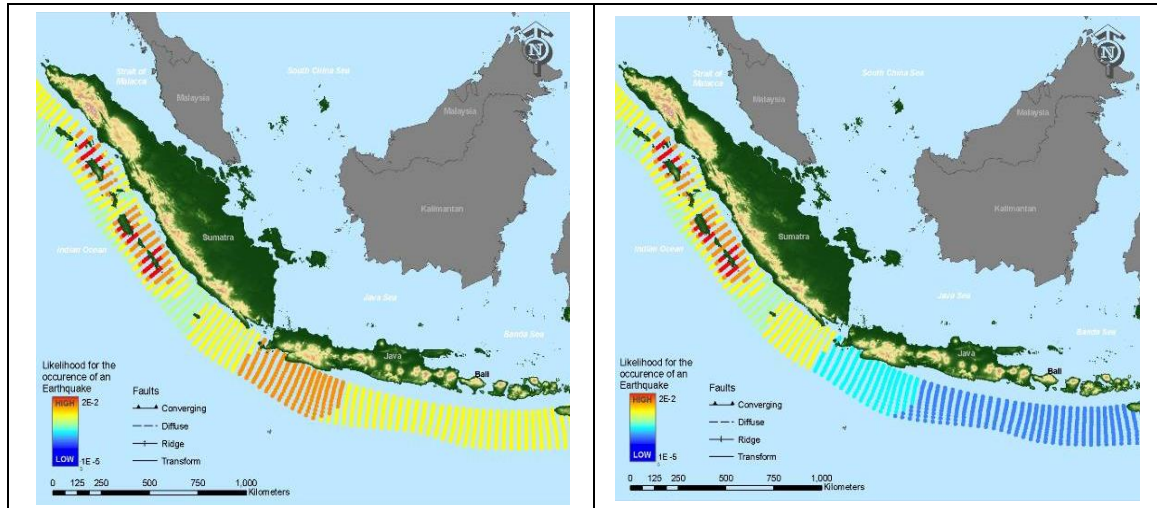 N
Strait of
Malacca
South China Sea
Malaysia
Malaysia
Kalimantan
Sumatra
Indian Ocean
Java Sea
Banda Sea
Java
Bali
Likelihood for the
occurence of an
Earthquake
HIGH
2E-2
LOW
1E -5
Faults
Converging
Diffuse
Ridge
Transform
0 125 250 500 750 1,000
Kilometers
N
Strait of
Malacca
South China Sea
Malaysia
Malaysia
Kalimantan
Sumatra
Indian Ocean
Java Sea
Banda Sea
Java
Bali
Likelihood for the
occurence of an
Earthquake
HIGH
2E-2
LOW
1E -5
Faults
Converging
Diffuse
Ridge
Transform
0 125 250 500 750 1,000
Kilometers